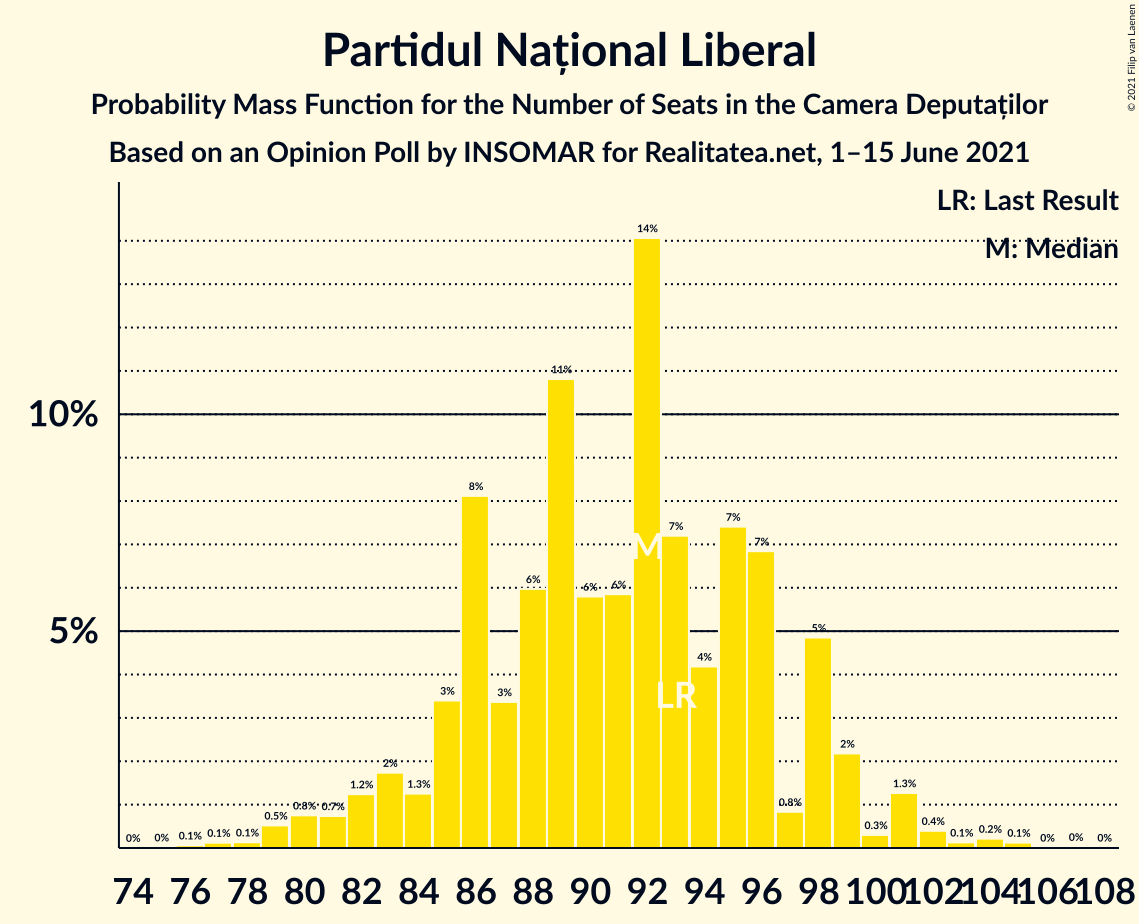 Partidul Național Liberal
Probability Mass Function for the Number of Seats in the Camera Deputaților
Based on an Opinion Poll by INSOMAR for Realitatea.net, 1–15 June 2021
© 2021 Filip van Laenen
LR: Last Result
M: Median
10%
5%
0% 0% 0.1% 0.1% 0.1% 0.5% 0.8% 0.7% 1.2% 2% 1.3% 3% 8% 3% 6% 11% 6% 6% 14% 7% 4% 7% 7% 0.8% 5% 2% 0.3% 1.3% 0.4% 0.1% 0.2% 0.1% 0% 0% 0%
M
LR
74 76 78 80 82 84 86 88 90 92 94 96 98 100 102 104 106 108